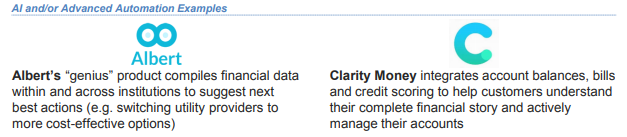 AI and/or Advanced Automation Examples
Albert
Albert's “genius” product compiles financial data
within and across institutions to suggest next
best actions (e.g. switching utility providers to
more cost-effective options)
Clarity Money integrates account balances, bills
and credit scoring to help customers understand
their complete financial story and actively
manage their accounts